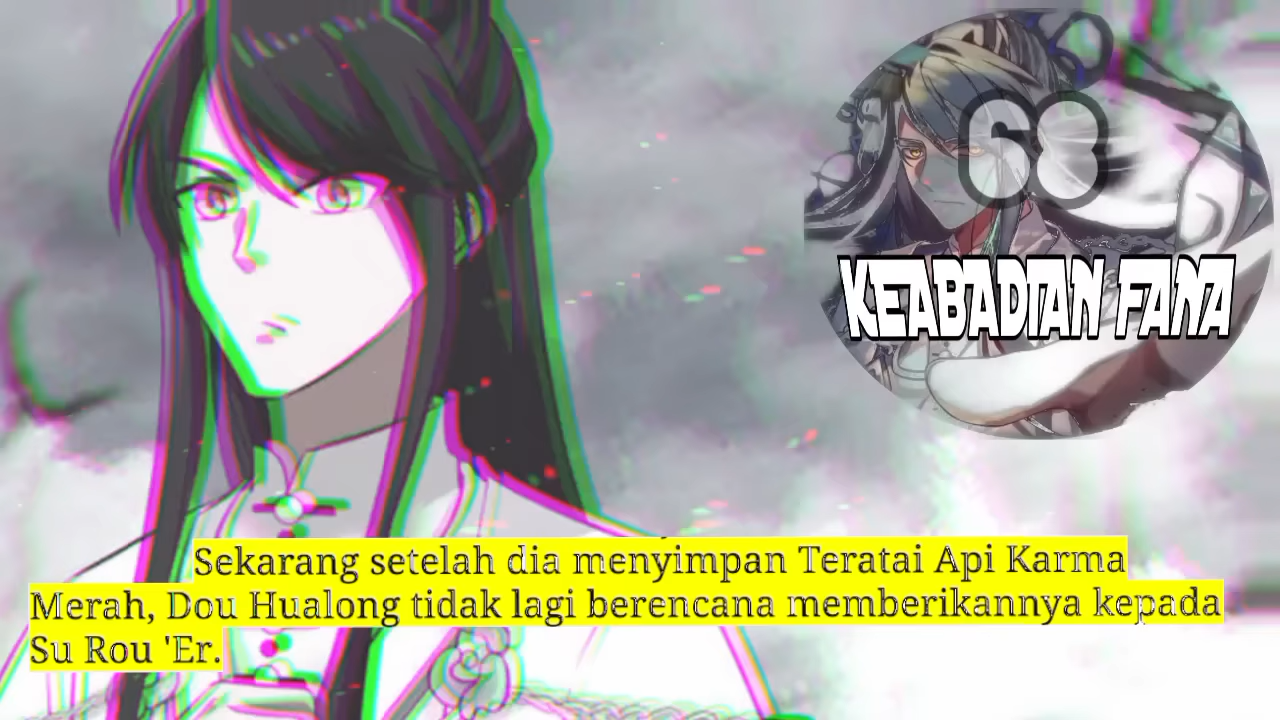 68
KEABADIAN FANA
Sekarang setelah dia menyimpan Teratai Api Karma
Merah, Dou Hualong tidak lagi berencana memberikannya kepada
Su Rou 'Er.